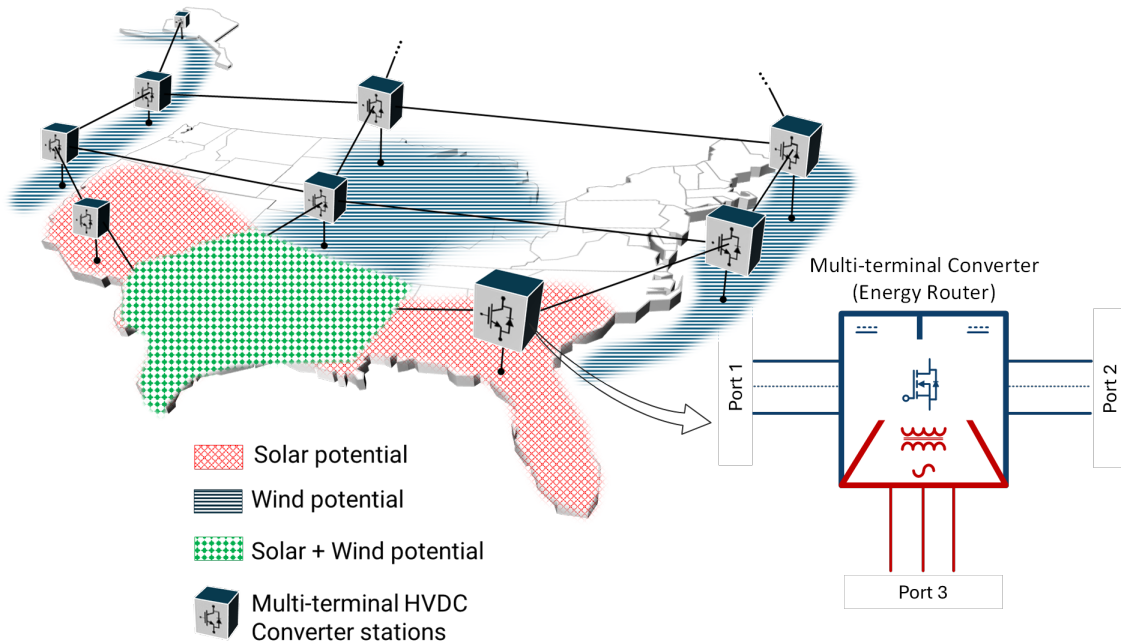 Multi-terminal Converter
(Energy Router)
Port 1
Port 2
Port 3
Solar potential
Wind potential
Solar + Wind potential
Multi-terminal HVDC
Converter stations